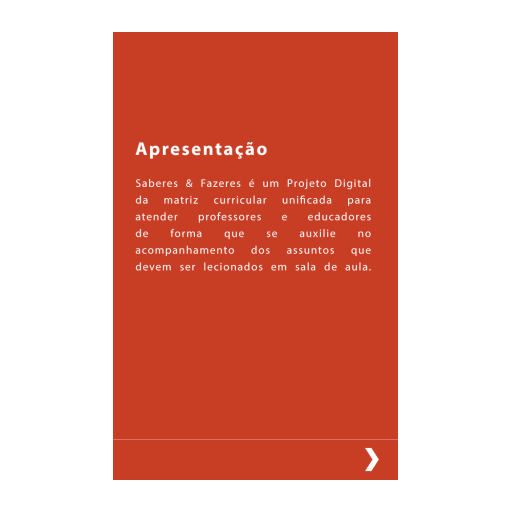 Apresentação
Saberes & Fazeres é um Projeto Digital
da matriz curricular unificada para
atender professores e educadores
de forma que se auxilie no
acompanhamento dos assuntos que
devem ser lecionados em sala de aula.